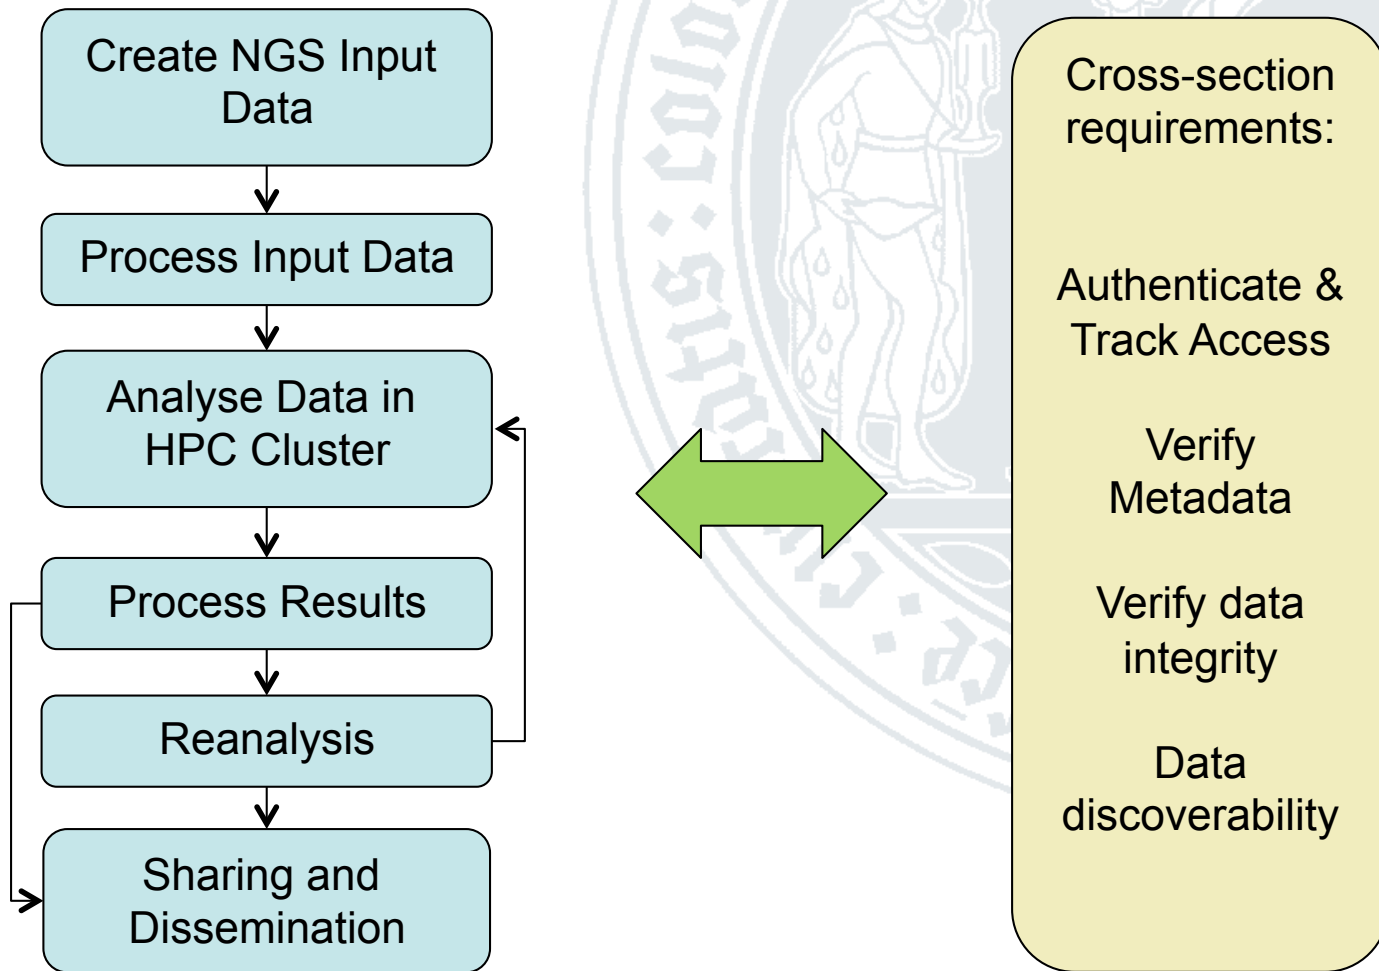 Create NGS Input
Data
Process Input Data
Analyse Data in
HPC Cluster
Process Results
Reanalysis
Sharing and
Dissemination
Cross-section
requirements:
Authenticate &
Track Access
Verify
Metadata
Verify data
integrity
Data
discoverability